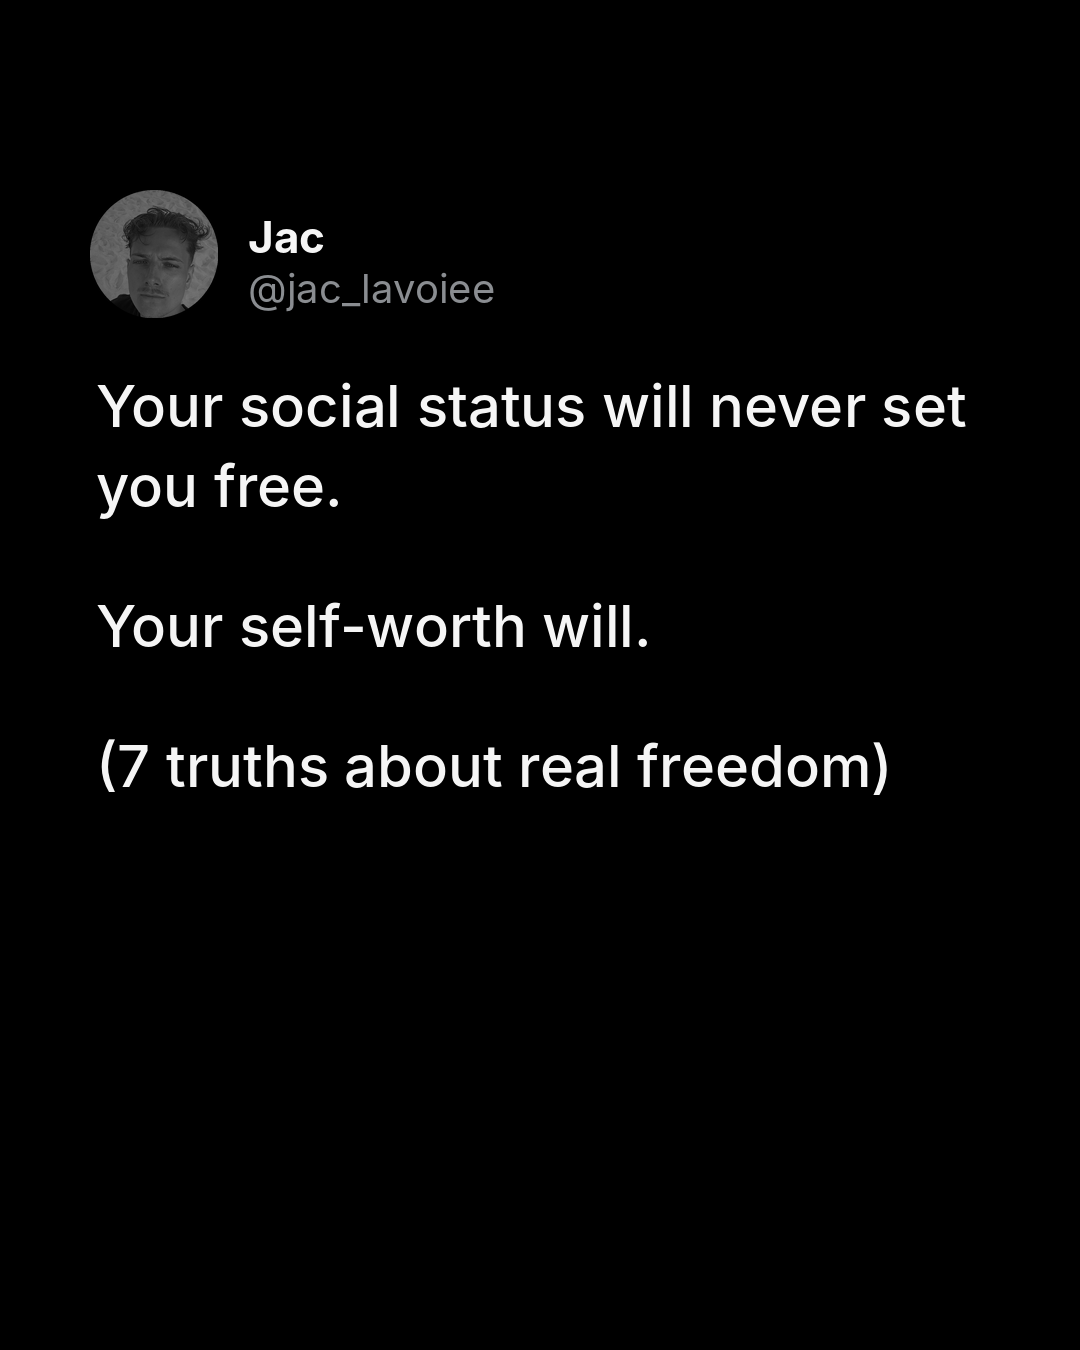 Jac
@jac_lavoiee
Your social status will never set
you free.
Your self-worth will.
(7 truths about real freedom)